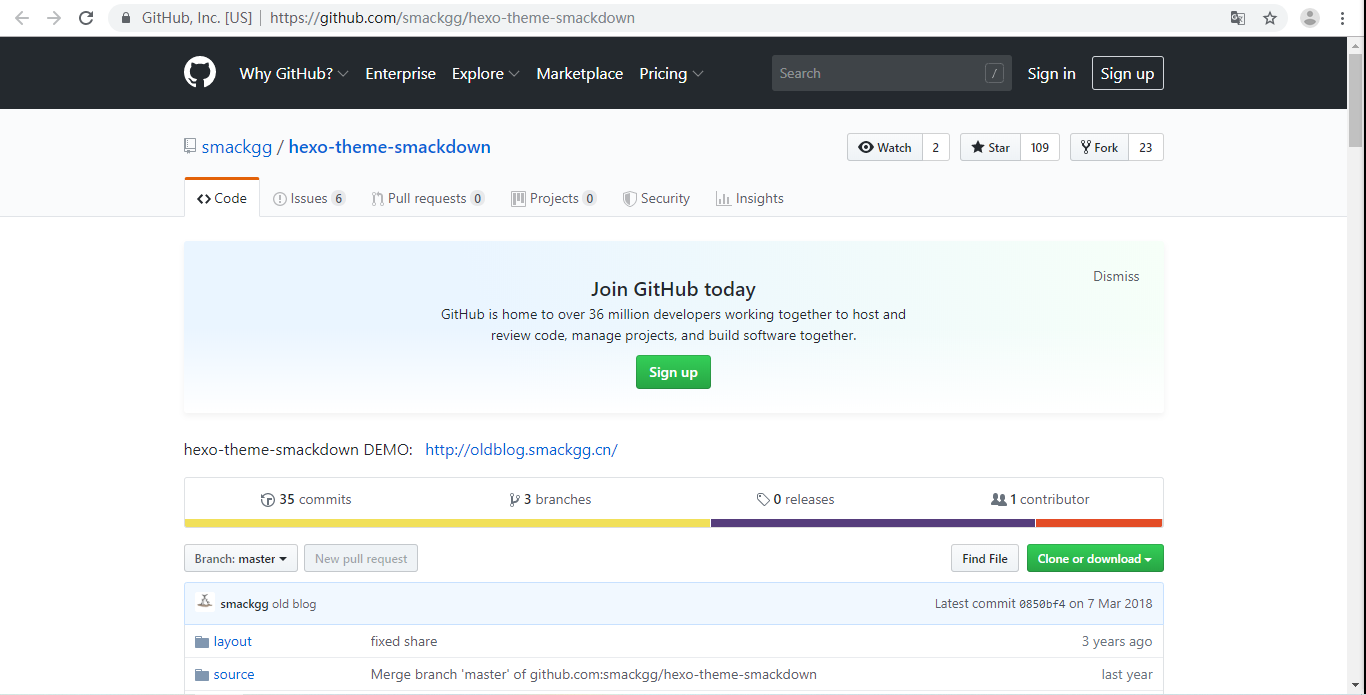 GitHub, Inc. [US] | https://github.com/smackgg/hexo-theme-smackdown
Why GitHub? Enterprise Explore Marketplace Pricing Search / Sign in Sign up
smackgg / hexo-theme-smackdown Watch 2 Star 109 Fork 23
Code Issues 6 Pull requests 0 Projects 0 Security Insights
Dismiss
Join GitHub today
GitHub is home to over 36 million developers working together to host and
review code, manage projects, and build software together.
Sign up
hexo-theme-smackdown DEMO: http://oldblog.smackgg.cn/
35 commits 3 branches 0 releases 1 contributor
Branch: master New pull request Find File Clone or download
smackgg old blog Latest commit 0850bf4 on 7 Mar 2018
layout fixed share 3 years ago
source Merge branch 'master' of github.com:smackgg/hexo-theme-smackdown last year